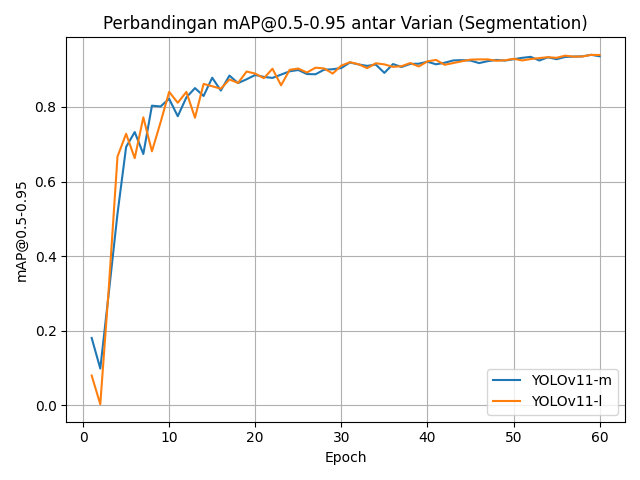 Perbandingan mAP@0.5-0.95 antar Varian (Segmentation)
mAP@0.5-0.95
0.8
0.6
0.4
0.2
0.0
YOLOv11-m
YOLOv11-l
0 10 20 30 40 50 60
Epoch